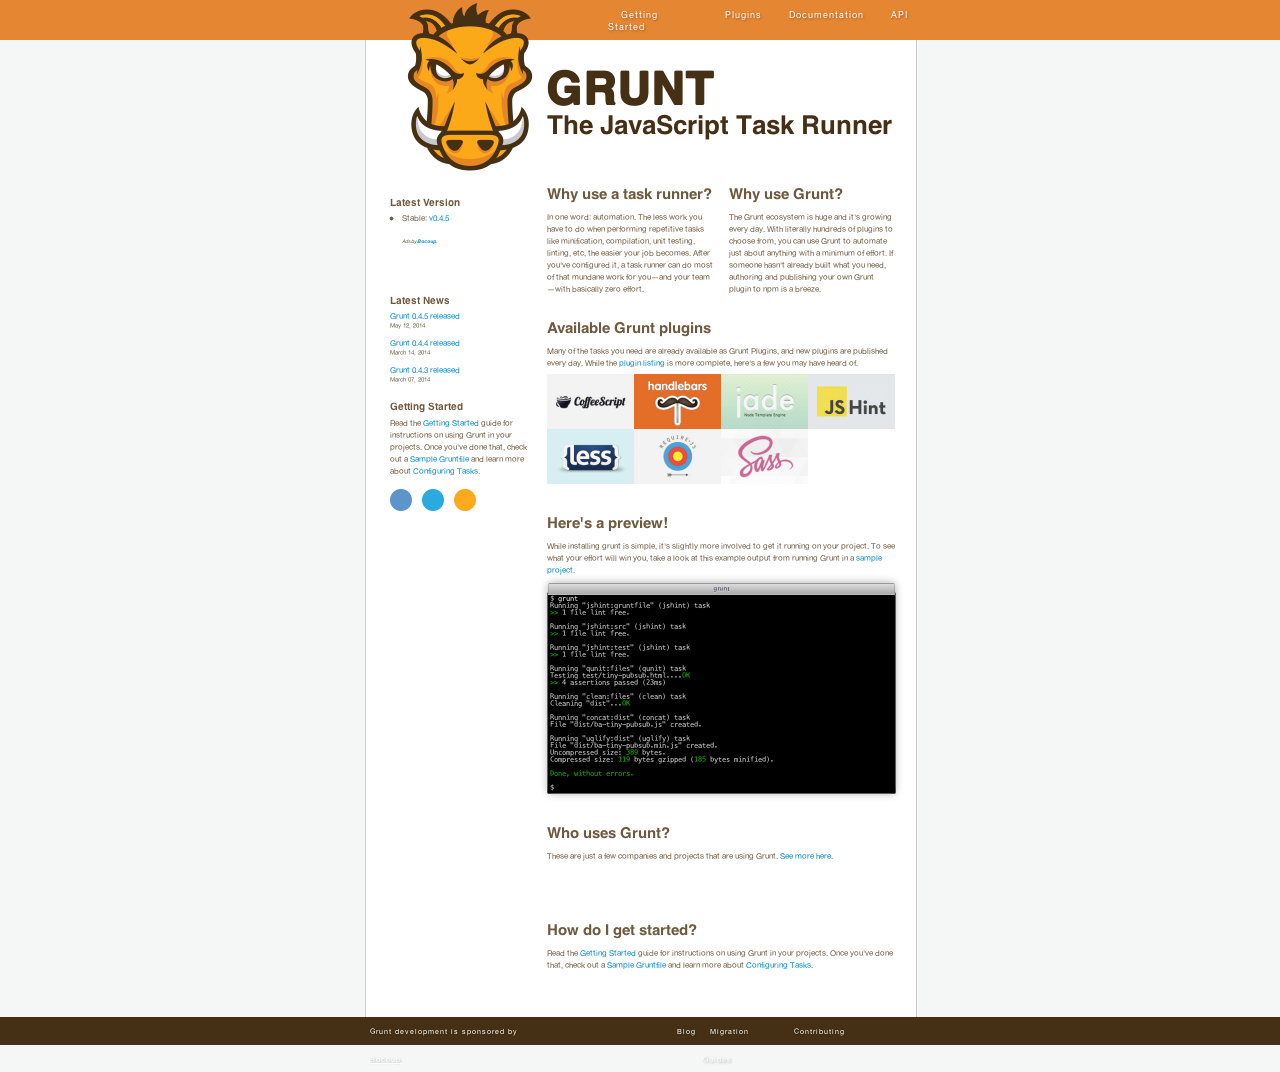 Getting Started
Plugins
Documentation
API
GRUNT
The JavaScript Task Runner
Latest Version
Stable: v0.4.5
Ads by Bocoup.
Latest News
Grunt 0.4.5 released
May 12, 2014
Grunt 0.4.4 released
March 14, 2014
Grunt 0.4.3 released
March 07, 2014
Getting Started
Read the Getting Started guide for
instructions on using Grunt in your
projects. Once you've done that, check
out a Sample Gruntfile and learn more
about Configuring Tasks.
Why use a task runner?
In one word: automation. The less work you
have to do when performing repetitive tasks
like minification, compilation, unit testing,
linting, etc, the easier your job becomes. After
you've configured it, a task runner can do most
of that mundane work for you—and your team
—with basically zero effort.
Why use Grunt?
The Grunt ecosystem is huge and it's growing
every day. With literally hundreds of plugins to
choose from, you can use Grunt to automate
just about anything with a minimum of effort. If
someone hasn't already built what you need,
authoring and publishing your own Grunt
plugin to npm is a breeze.
Available Grunt plugins
Many of the tasks you need are already available as Grunt Plugins, and new plugins are published
every day. While the plugin listing is more complete, here's a few you may have heard of.
CoffeeScript
handlebars
jade
Node Template Engine
JS Hint
{less}
REQUIRE.JS
Sass
Here's a preview!
While installing grunt is simple, it's slightly more involved to get it running on your project. To see
what your effort will win you, take a look at this example output from running Grunt in a sample
project.
grunt
$ grunt
Running "jshint:gruntfile" (jshint) task
>> 1 file lint free.
Running "jshint:src" (jshint) task
>> 1 file lint free.
Running "jshint:test" (jshint) task
>> 1 file lint free.
Running "qunit:files" (qunit) task
Testing test/tiny-pubsub.html....OK
>> 4 assertions passed (23ms)
Running "clean:files" (clean) task
Cleaning "dist"...OK
Running "concat:dist" (concat) task
File "dist/ba-tiny-pubsub.js" created.
Running "uglify:dist" (uglify) task
File "dist/ba-tiny-pubsub.min.js" created.
Uncompressed size: 389 bytes.
Compressed size: 119 bytes gzipped (185 bytes minified).
Done, without errors.
$
Who uses Grunt?
These are just a few companies and projects that are using Grunt. See more here.
How do I get started?
Read the Getting Started guide for instructions on using Grunt in your projects. Once you've done
that, check out a Sample Gruntfile and learn more about Configuring Tasks.
Grunt development is sponsored by
Bocoup
Blog
Migration
Guides
Contributing